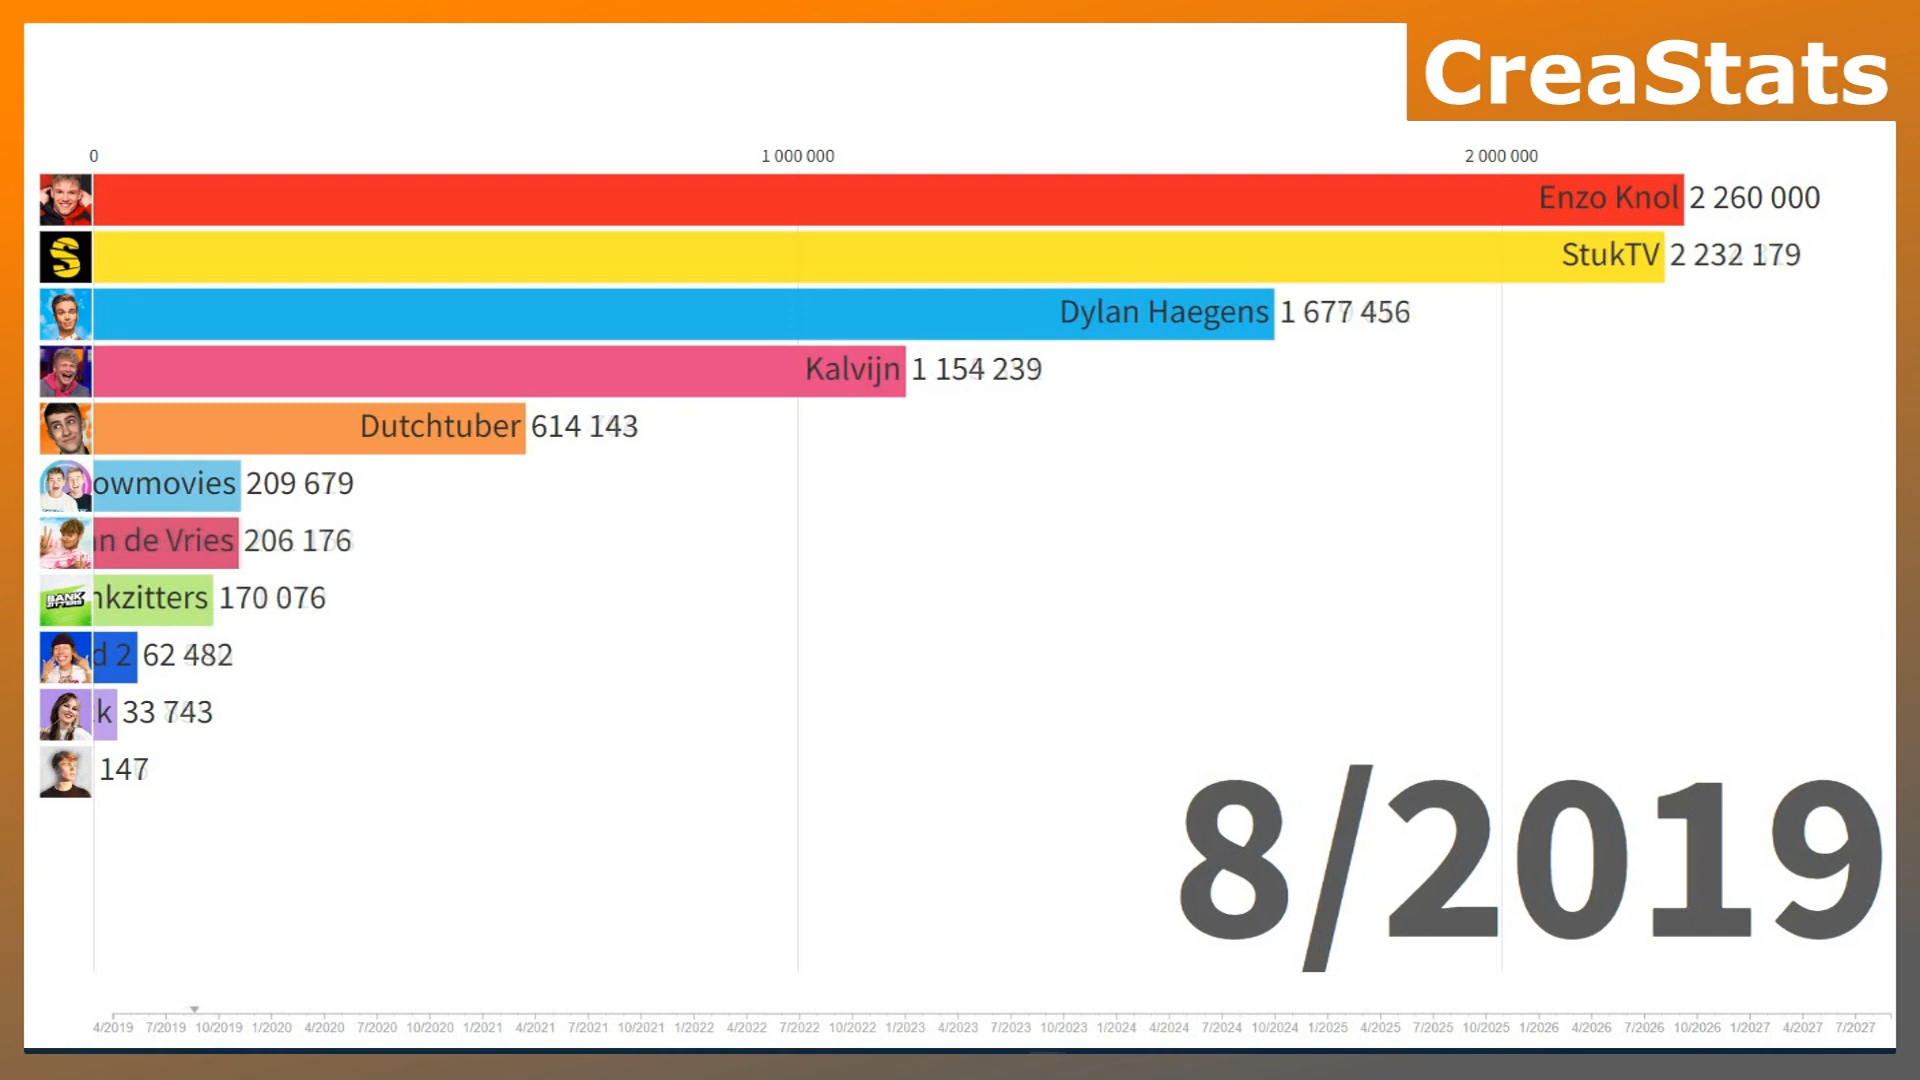 CreaStats
0 1 000 000 2 000 000
Enzo Knol 2 260 000
StukTV 2 232 179
Dylan Haegens 1 677 456
Kalvijn 1 154 239
Dutchtuber 614 143
owmovies 209 679
n de Vries 206 176
BANK ZITTERS nkzitters 170 076
d 2 62 482
k 33 743
147
8/2019
4/2019 7/2019 10/2019 1/2020 4/2020 7/2020 10/2020 1/2021 4/2021 7/2021 10/2021 1/2022 4/2022 7/2022 10/2022 1/2023 4/2023 7/2023 10/2023 1/2024 4/2024 7/2024 10/2024 1/2025 4/2025 7/2025 10/2025 1/2026 4/2026 7/2026 10/2026 1/2027 4/2027 7/2027